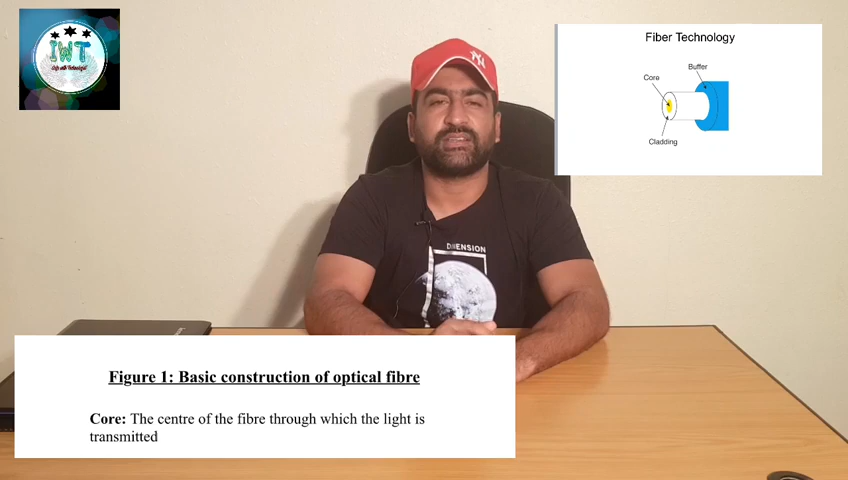 IWT
Fiber Technology
Buffer
Core
Cladding
DIMENSION
Figure 1: Basic construction of optical fibre
Core: The centre of the fibre through which the light is
transmitted